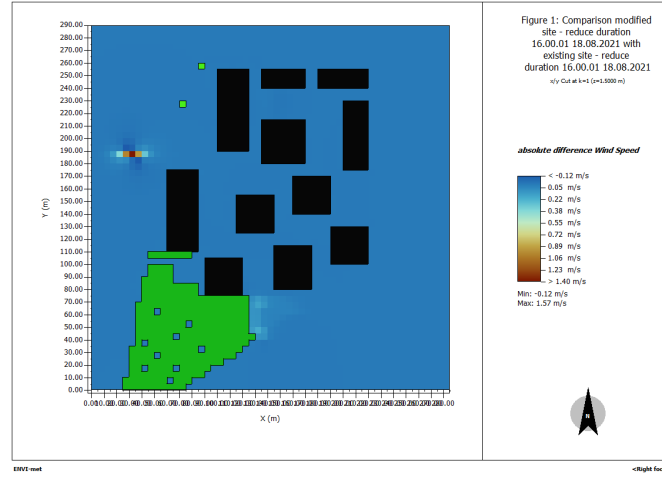 Figure 1: Comparison modified
site - reduce duration
16.00.01 18.08.2021 with
existing site - reduce
duration 16.00.01 18.08.2021
x/y Cut at k=1 (z=1.5000 m)
absolute difference Wind Speed
< -0.12 m/s
0.05 m/s
0.22 m/s
0.38 m/s
0.55 m/s
0.72 m/s
0.89 m/s
1.06 m/s
1.23 m/s
> 1.40 m/s
Min: -0.12 m/s
Max: 1.57 m/s
N
290.00
280.00
270.00
260.00
250.00
240.00
230.00
220.00
210.00
200.00
190.00
180.00
170.00
160.00
150.00
140.00
130.00
120.00
110.00
100.00
90.00
80.00
70.00
60.00
50.00
40.00
30.00
20.00
10.00
0.00
Y (m)
X (m)
ENVI-met
<Right foo